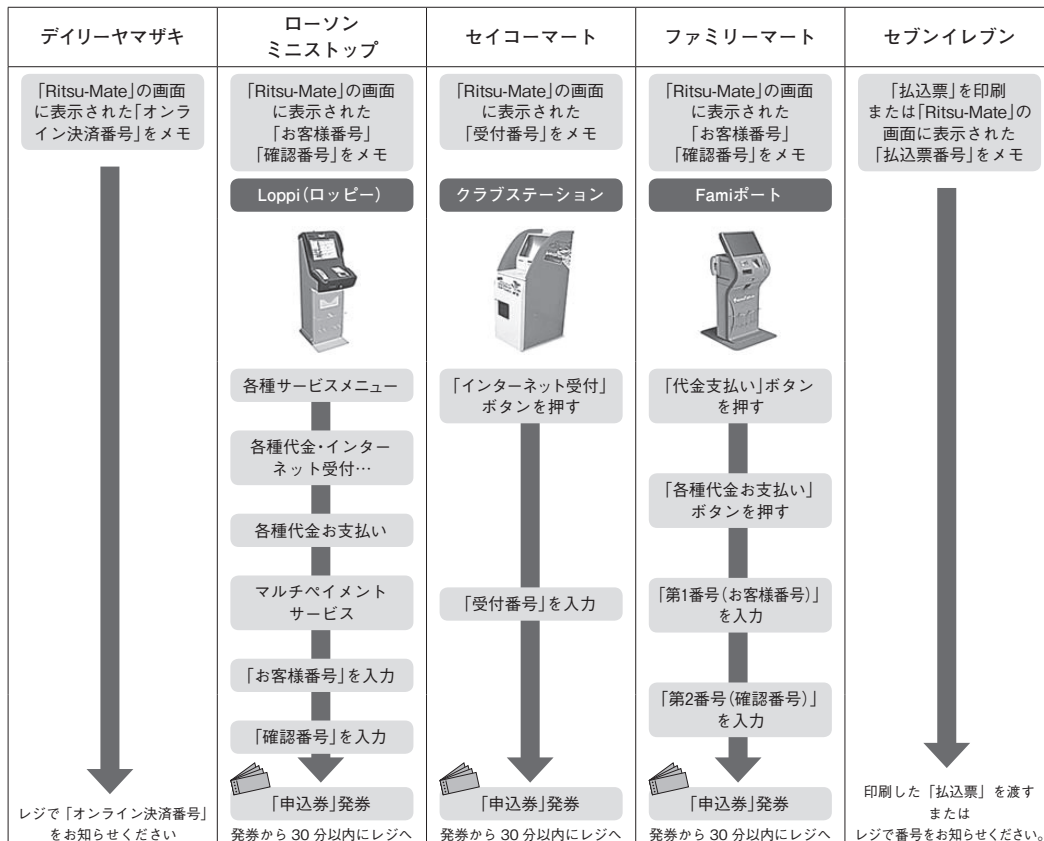 デイリーヤマザキ
「Ritsu-Mate」の画面
に表示された「オンラ
イン決済番号」をメモ
レジで「オンライン決済番号」
をお知らせください
ローソン
ミニストップ
「Ritsu-Mate」の画面
に表示された
「お客様番号」
「確認番号」をメモ
Loppi(ロッピー)
各種サービスメニュー
各種代金・インター
ネット受付…
各種代金お支払い
マルチペイメント
サービス
「お客様番号」を入力
「確認番号」を入力
「申込券」発券
発券から 30 分以内にレジへ
セイコーマート
「Ritsu-Mate」の画面
に表示された
「受付番号」をメモ
クラブステーション
「インターネット受付」
ボタンを押す
「受付番号」を入力
「申込券」発券
発券から 30 分以内にレジへ
ファミリーマート
「Ritsu-Mate」の画面
に表示された
「お客様番号」
「確認番号」をメモ
Famiポート
「代金支払い」ボタン
を押す
「各種代金お支払い」
ボタンを押す
「第1番号(お客様番号)」
を入力
「第2番号(確認番号)」
を入力
「申込券」発券
発券から 30 分以内にレジへ
セブンイレブン
「払込票」を印刷
または「Ritsu-Mate」の
画面に表示された
「払込票番号」をメモ
印刷した「払込票」を渡す
または
レジで番号をお知らせください。